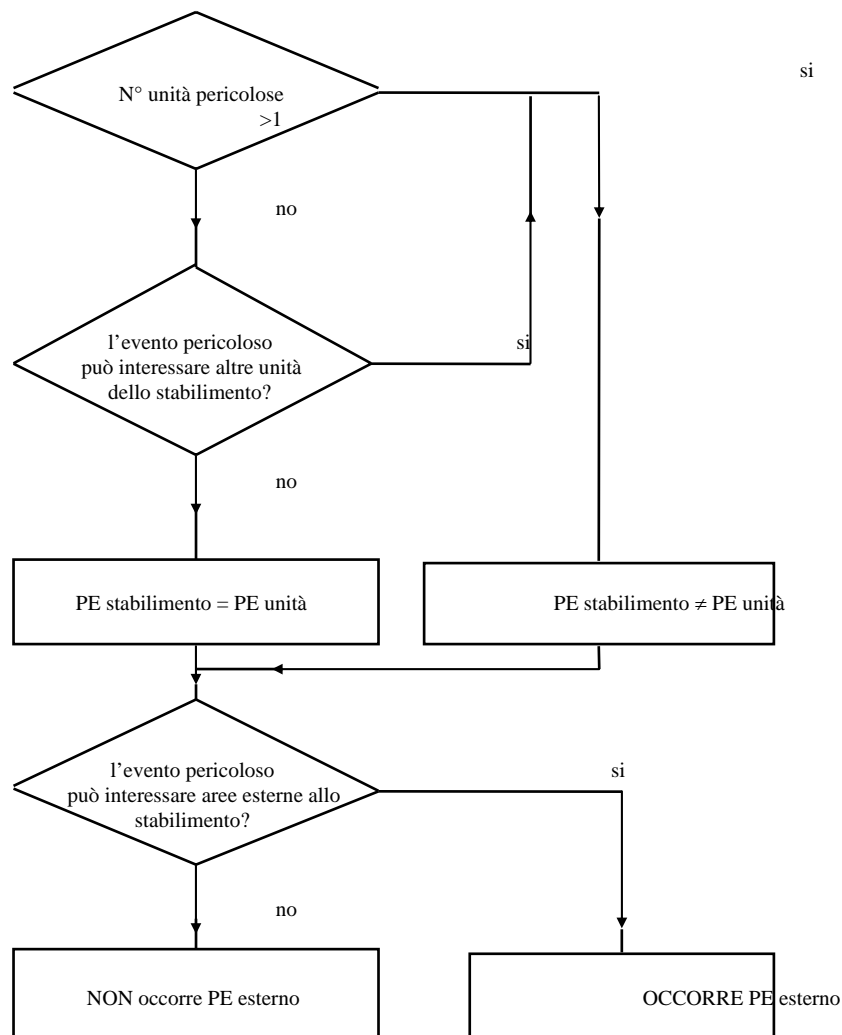 si
N° unità pericolose
>1
no
l’evento pericoloso
può interessare altre unità
dello stabilimento?
si
no
PE stabilimento = PE unità
PE stabilimento ≠ PE unità
l’evento pericoloso
può interessare aree esterne allo
stabilimento?
si
no
NON occorre PE esterno
OCCORRE PE esterno